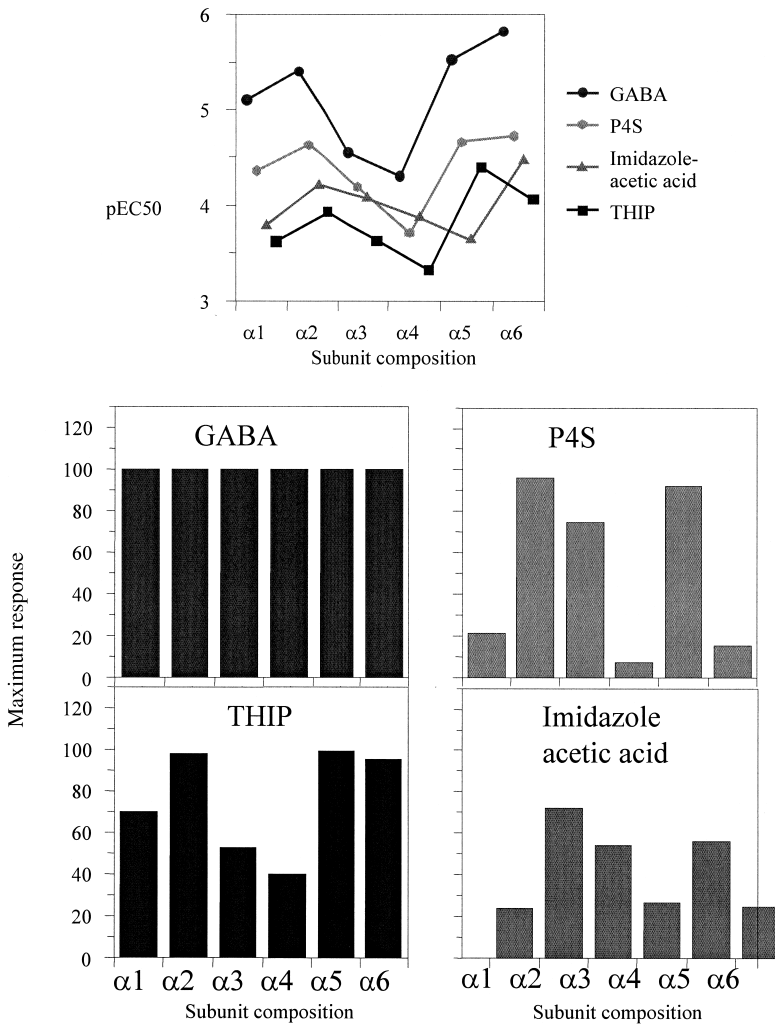 6
5
4
3
pEC50
α1 α2 α3 α4 α5 α6
Subunit composition
GABA
P4S
Imidazole-
acetic acid
THIP
Maximum response
GABA
120
100
80
60
40
20
0
P4S
THIP
120
100
80
60
40
20
0
α1 α2 α3 α4 α5 α6
Subunit composition
Imidazole
acetic acid
α1 α2 α3 α4 α5 α6
Subunit composition